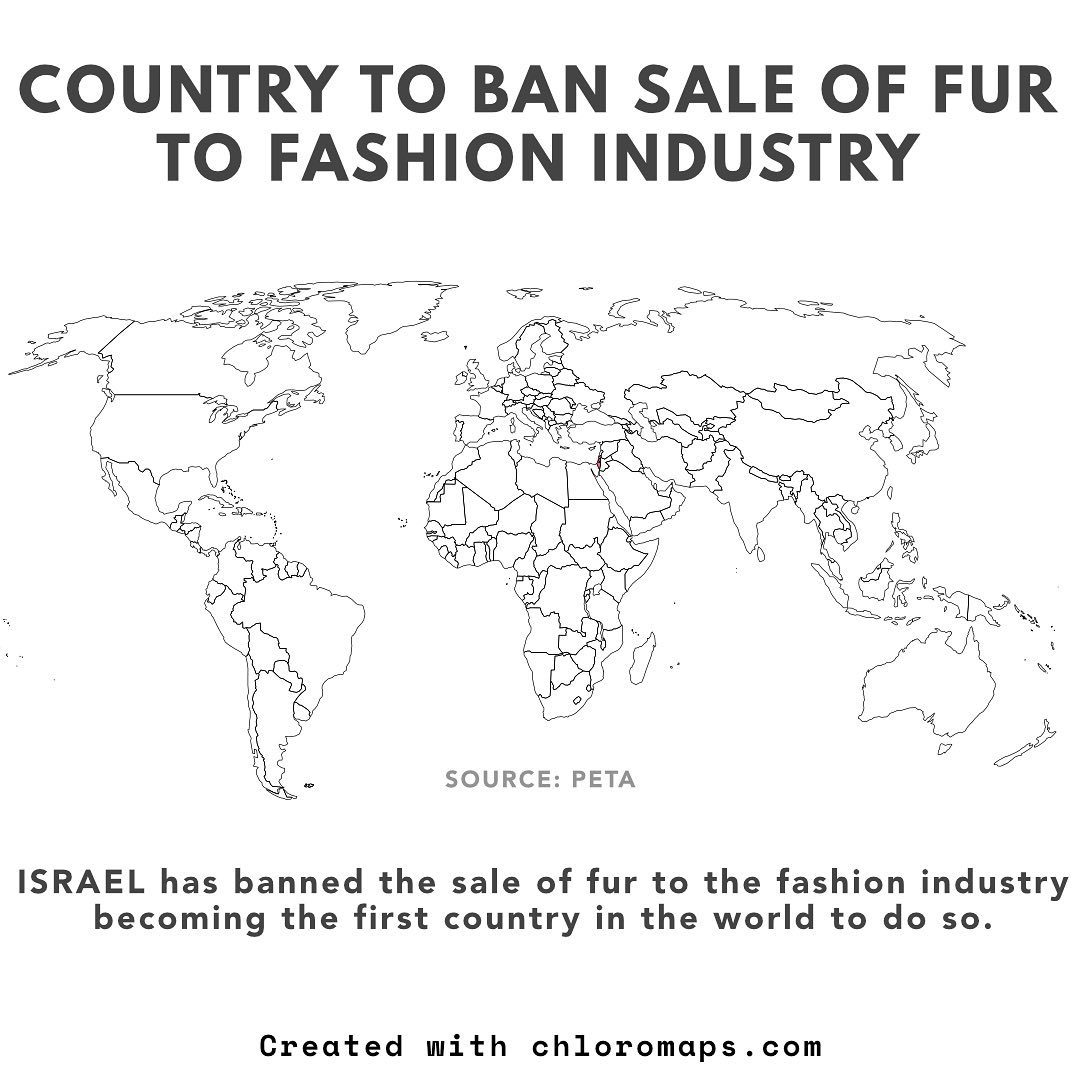 COUNTRY TO BAN SALE OF FUR
TO FASHION INDUSTRY
SOURCE: PETA
ISRAEL has banned the sale of fur to the fashion industry
becoming the first country in the world to do so.
Created with chloromaps.com